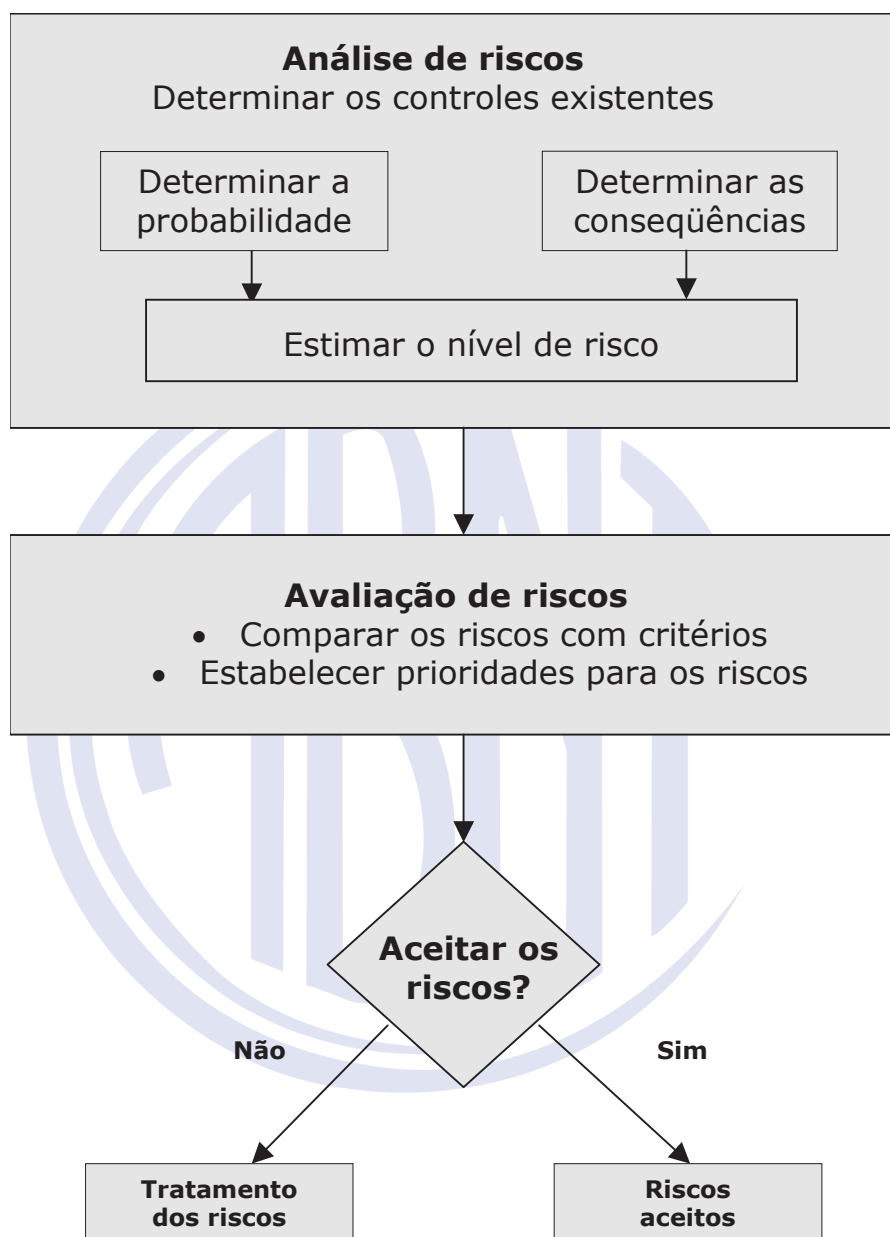 Análise de riscos
Determinar os controles existentes
Determinar a
probabilidade
Determinar as
conseqüências
Estimar o nível de risco
Avaliação de riscos
• Comparar os riscos com critérios
• Estabelecer prioridades para os riscos
Aceitar os
riscos?
Não
Sim
Tratamento
dos riscos
Riscos
aceitos
ABNT